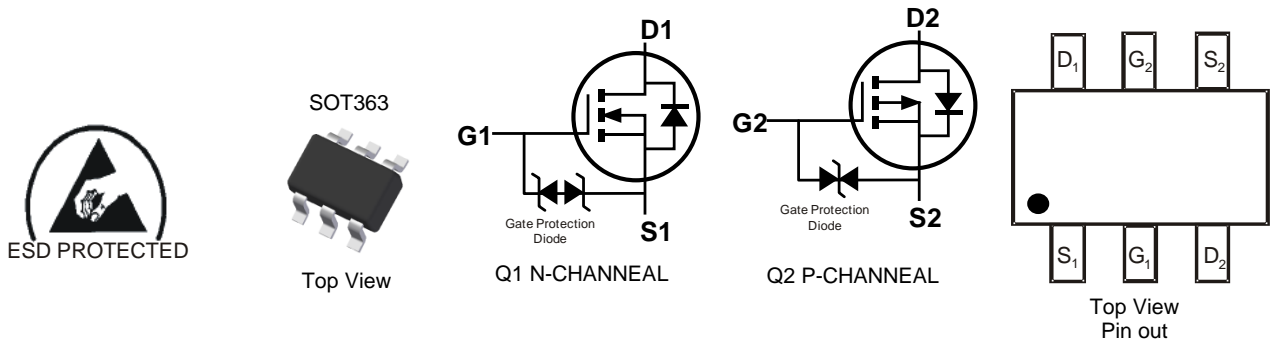 ESD PROTECTED
SOT363
Top View
D1
G1
Gate Protection
Diode
S1
Q1 N-CHANNEAL
D2
G2
Gate Protection
Diode
S2
Q2 P-CHANNEAL
D₁ G₂ S₂
S₁ G₁ D₂
Top View
Pin out